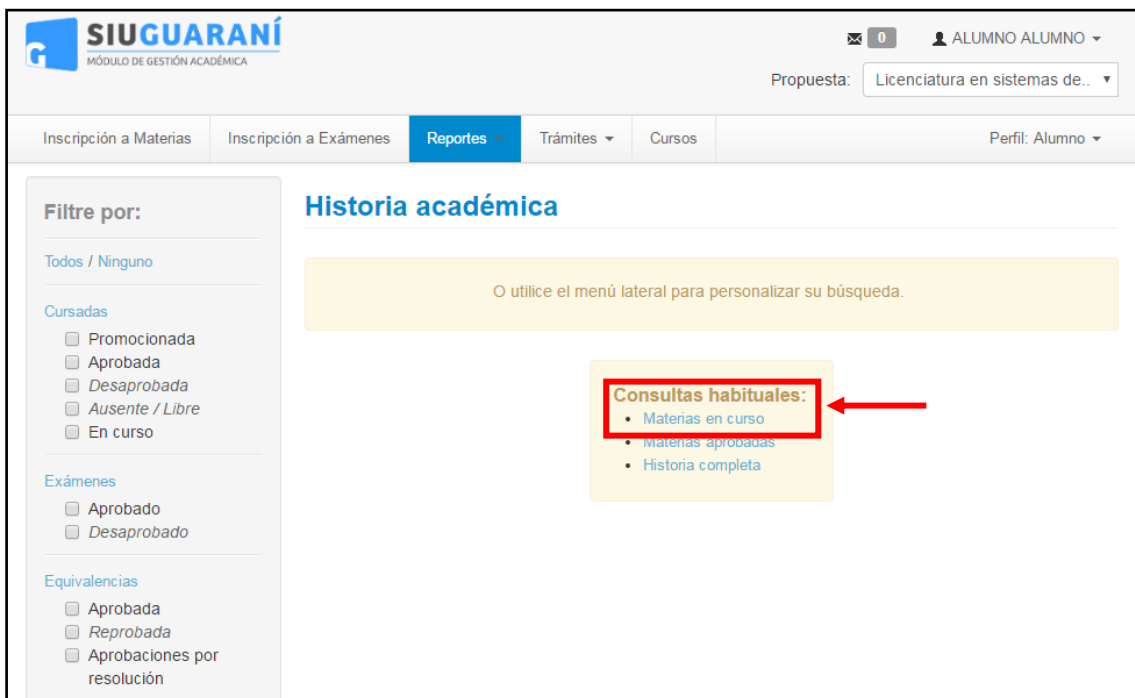 SIUGUARANÍ
MÓDULO DE GESTIÓN ACADÉMICA
0
ALUMNO ALUMNO
Propuesta: Licenciatura en sistemas de..
Inscripción a Materias Inscripción a Exámenes Reportes Trámites Cursos Perfil: Alumno
Filtre por:
Todos / Ninguno
Cursadas
Promocionada
Aprobada
Desaprobada
Ausente / Libre
En curso
Exámenes
Aprobado
Desaprobado
Equivalencias
Aprobada
Reprobada
Aprobaciones por
resolución
Historia académica
O utilice el menú lateral para personalizar su búsqueda.
Consultas habituales:
Materias en curso
Materias aprobadas
Historia completa